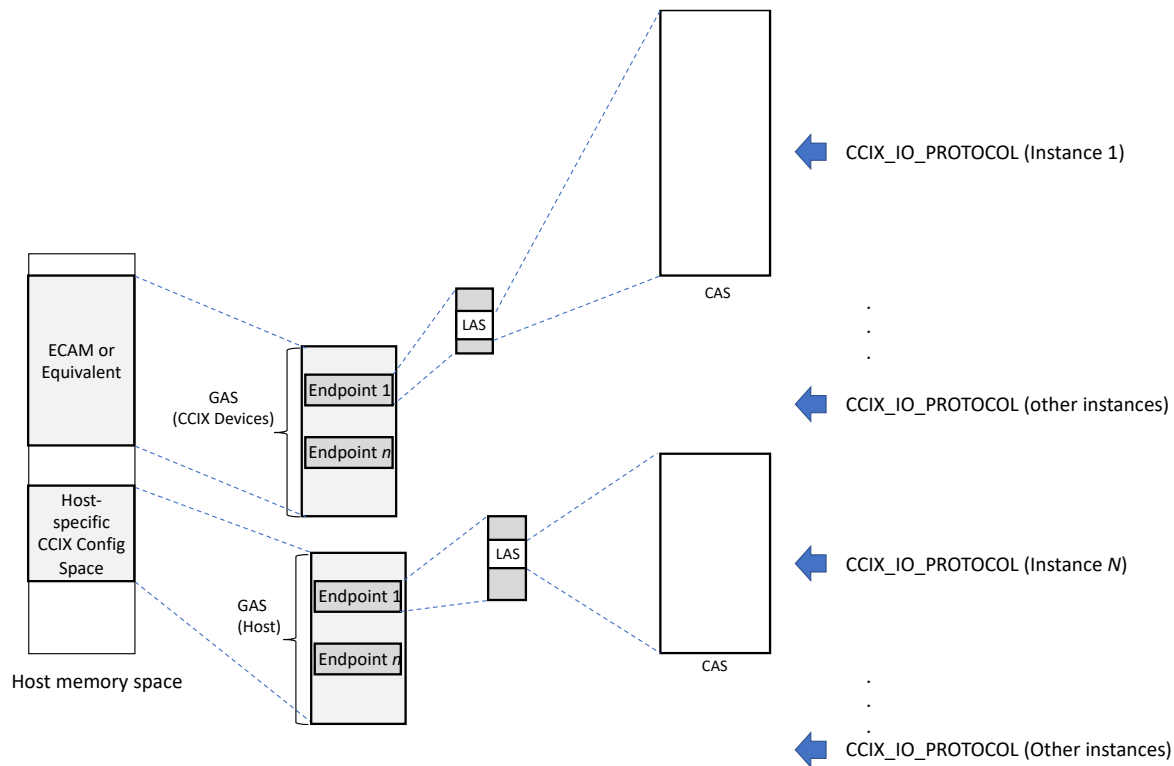 CCIX_IO_PROTOCOL (Instance 1)
CAS
LAS
ECAM or
Equivalent
GAS
(CCIX Devices)
Endpoint 1
Endpoint n
.
.
.
CCIX_IO_PROTOCOL (other instances)
Host-
specific
CCIX Config
Space
GAS
(Host)
Endpoint 1
Endpoint n
LAS
CCIX_IO_PROTOCOL (Instance N)
CAS
Host memory space
.
.
.
CCIX_IO_PROTOCOL (Other instances)